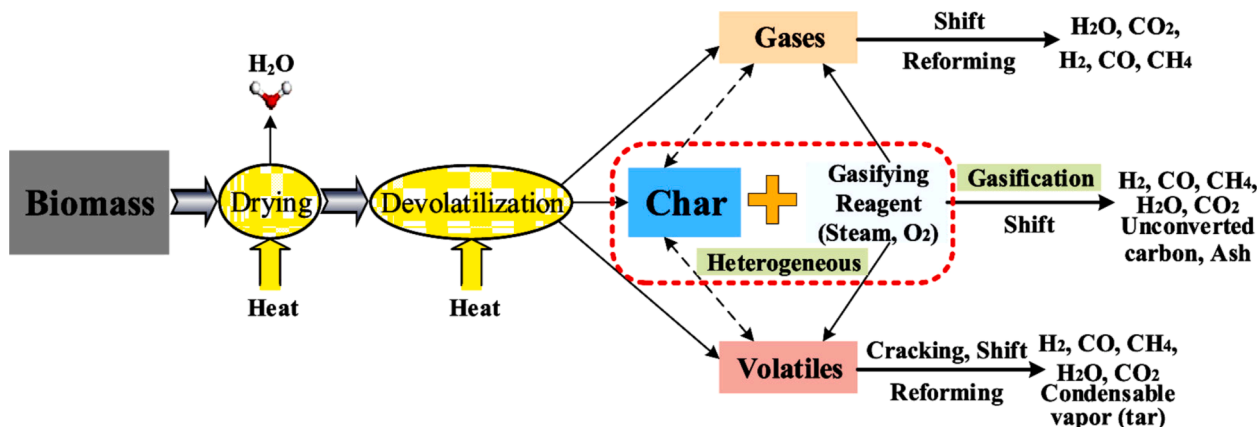 H₂O
Biomass
Drying
Heat
Devolatilization
Heat
Gases
Shift
Reforming
H₂O, CO₂,
H₂, CO, CH₄
Char
Gasifying
Reagent
(Steam, O₂)
Heterogeneous
Gasification
Shift
H₂, CO, CH₄,
H₂O, CO₂
Unconverted
carbon, Ash
Volatiles
Cracking, Shift
Reforming
H₂, CO, CH₄,
H₂O, CO₂
Condensable
vapor (tar)